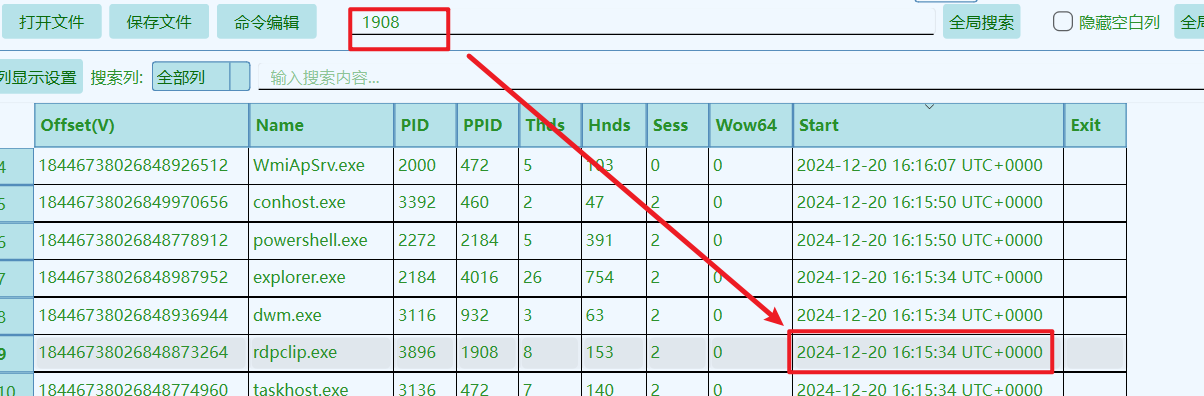 打开文件 保存文件 命令编辑 1908 全局搜索 隐藏空白列 全局
列显示设置 搜索列: 全部列 输入搜索内容...
Offset(V) Name PID PPID Thds Hnds Sess Wow64 Start Exit
4 18446738026848926512 WmiApSrv.exe 2000 472 5 103 0 0 2024-12-20 16:16:07 UTC+0000
5 18446738026849970656 conhost.exe 3392 460 2 47 2 0 2024-12-20 16:15:50 UTC+0000
6 18446738026848778912 powershell.exe 2272 2184 5 391 2 0 2024-12-20 16:15:50 UTC+0000
7 18446738026848987952 explorer.exe 2184 4016 26 754 2 0 2024-12-20 16:15:34 UTC+0000
8 18446738026848936944 dwm.exe 3116 932 3 63 2 0 2024-12-20 16:15:34 UTC+0000
9 18446738026848873264 rdpclip.exe 3896 1908 8 153 2 0 2024-12-20 16:15:34 UTC+0000
10 18446738026848774960 taskhost.exe 3136 472 7 140 2 0 2024-12-20 16:15:34 UTC+0000